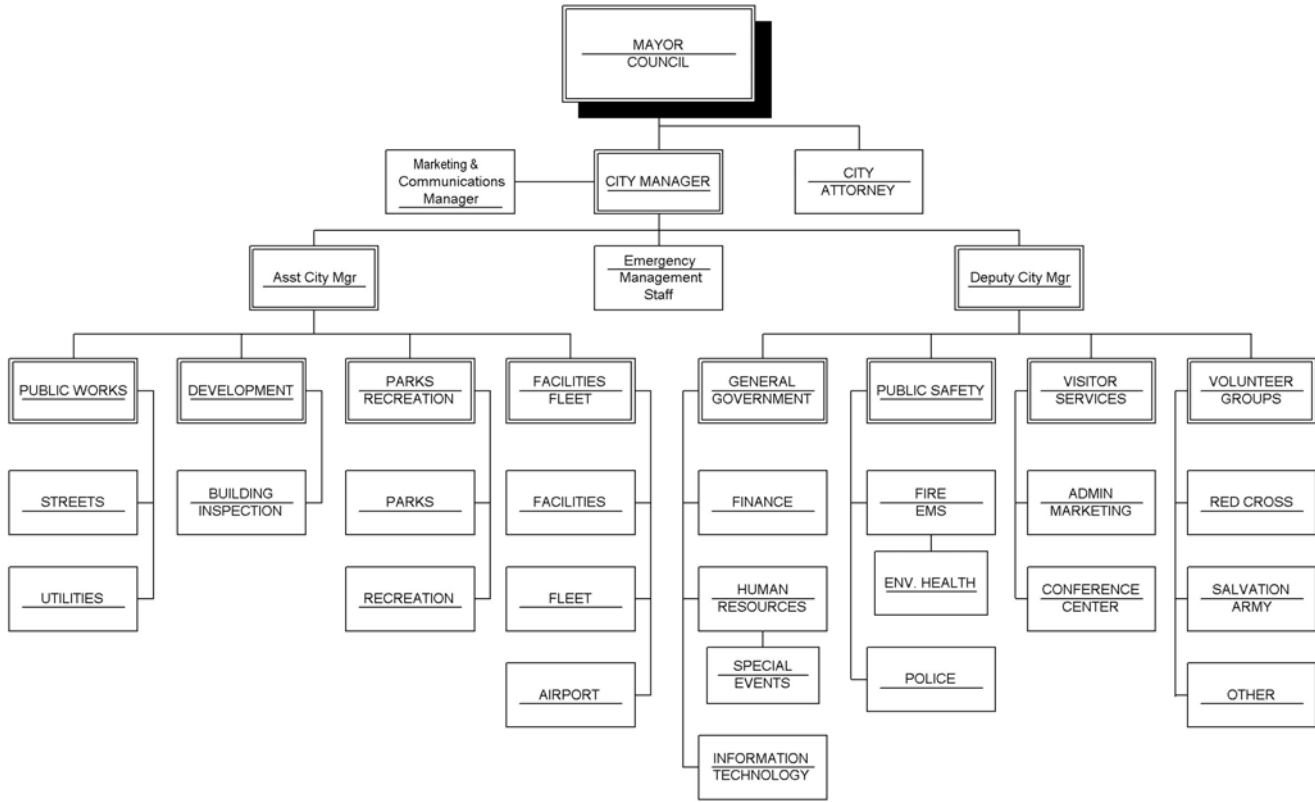 MAYOR
COUNCIL
Marketing &
Communications
Manager
CITY MANAGER
CITY
ATTORNEY
Asst City Mgr
Emergency
Management
Staff
Deputy City Mgr
PUBLIC WORKS
DEVELOPMENT
PARKS
RECREATION
FACILITIES
FLEET
GENERAL
GOVERNMENT
PUBLIC SAFETY
VISITOR
SERVICES
VOLUNTEER
GROUPS
STREETS
BUILDING
INSPECTION
PARKS
FACILITIES
FINANCE
FIRE
EMS
ADMIN
MARKETING
RED CROSS
UTILITIES
RECREATION
FLEET
HUMAN
RESOURCES
ENV. HEALTH
CONFERENCE
CENTER
SALVATION
ARMY
AIRPORT
SPECIAL
EVENTS
POLICE
OTHER
INFORMATION
TECHNOLOGY